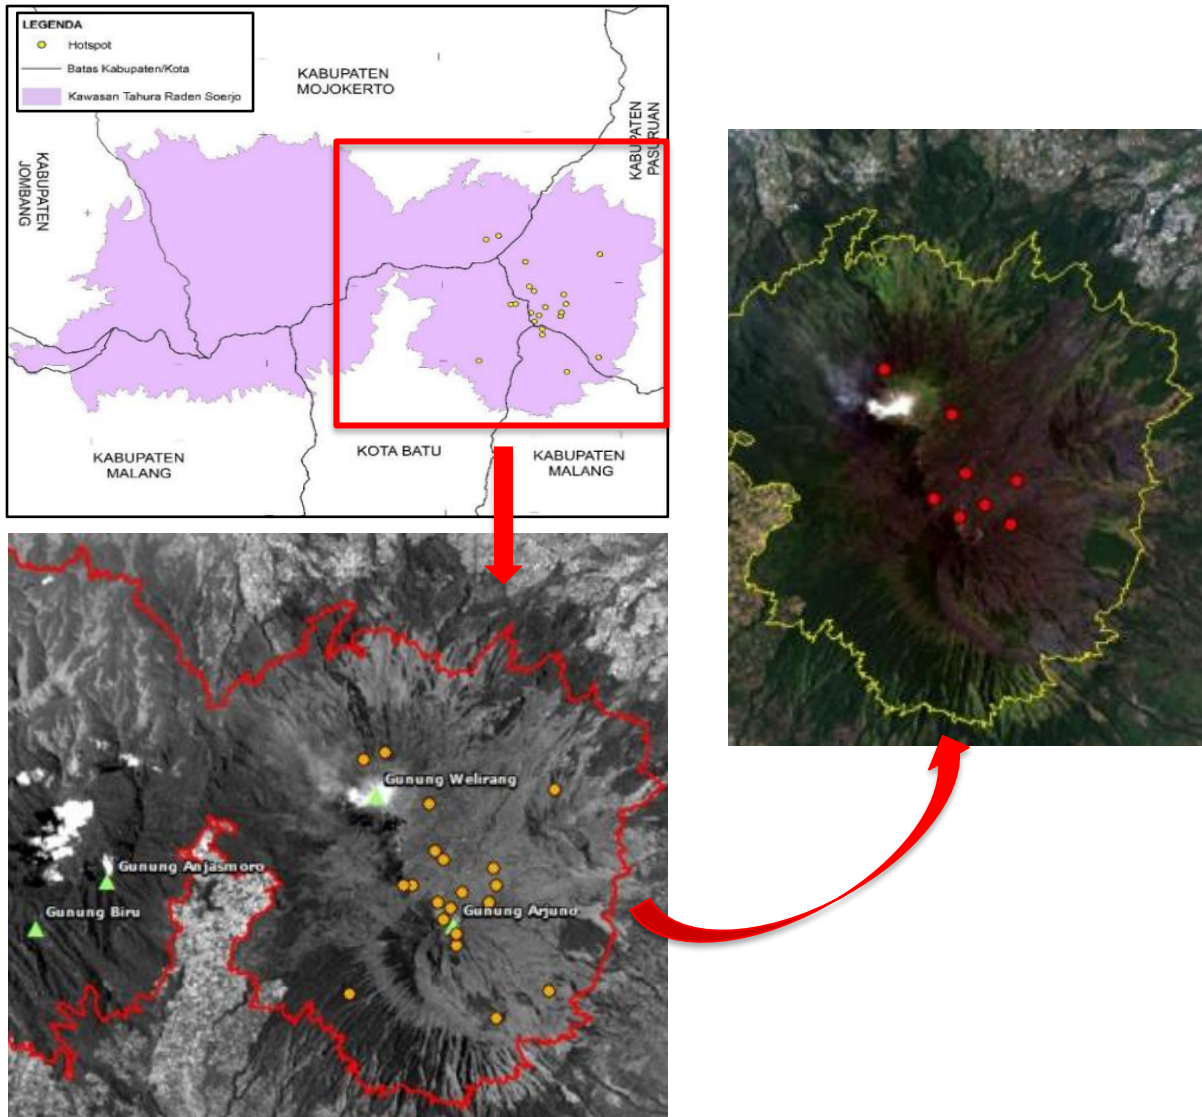 LEGENDA
Hotspot
Batas Kabupaten/Kota
Kawasan Tahura Raden Soerjo
KABUPATEN
MOJOKERTO
KABUPATEN
PASURUAN
KABUPATEN
JOMBANG
KABUPATEN
MALANG
KOTA BATU
KABUPATEN
MALANG
Gunung Welirang
Gunung Anjasmoro
Gunung Biru
Gunung Arjuno